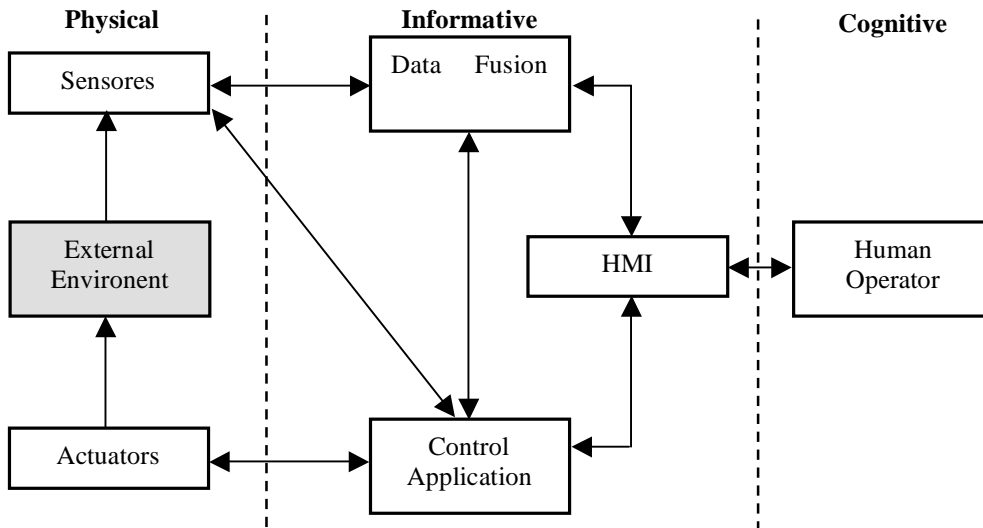 Physical
Informative
Cognitive
Sensores
Data Fusion
External
Environent
HMI
Human
Operator
Actuators
Control
Application